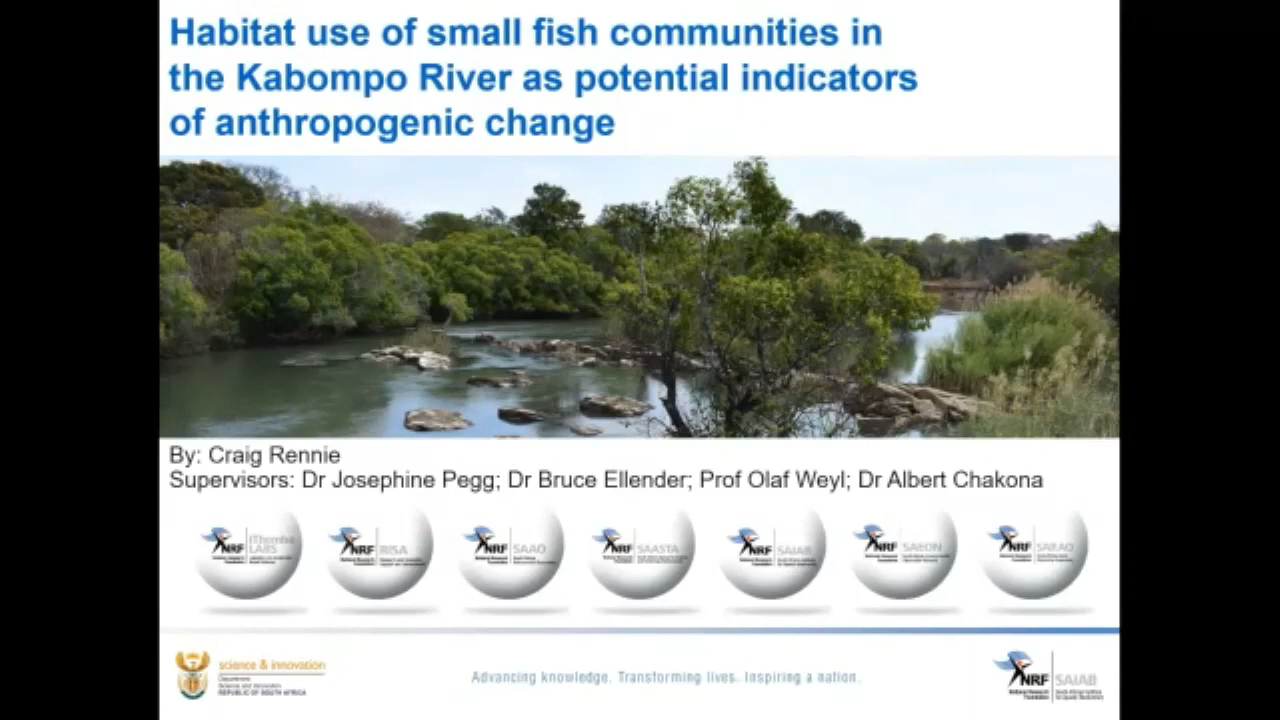 Habitat use of small fish communities in
the Kabompo River as potential indicators
of anthropogenic change
By: Craig Rennie
Supervisors: Dr Josephine Pegg; Dr Bruce Ellender; Prof Olaf Weyl; Dr Albert Chakona
NRF iThemba LABS
NRF RISA
NRF SAAO
NRF SAASTA
NRF SAIAB
NRF SAEON
NRF SARAO
science & innovation
Department:
Science and Innovation
REPUBLIC OF SOUTH AFRICA
Advancing knowledge. Transforming lives. Inspiring a nation.
NRF SAIAB
National Research
Foundation